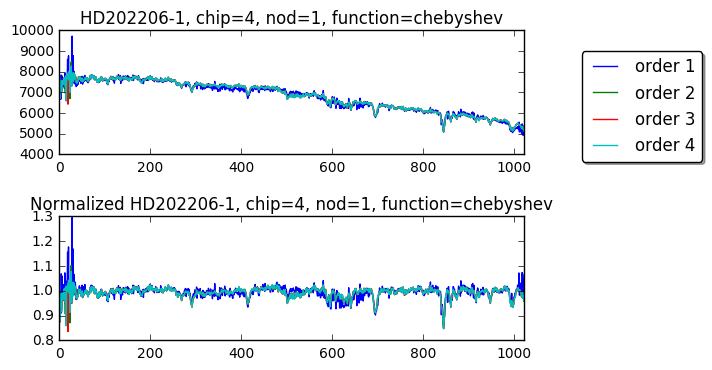 HD202206-1, chip=4, nod=1, function=chebyshev
10000
9000
8000
7000
6000
5000
4000
0 200 400 600 800 1000
order 1
order 2
order 3
order 4
Normalized HD202206-1, chip=4, nod=1, function=chebyshev
1.3
1.2
1.1
1.0
0.9
0.8
0 200 400 600 800 1000